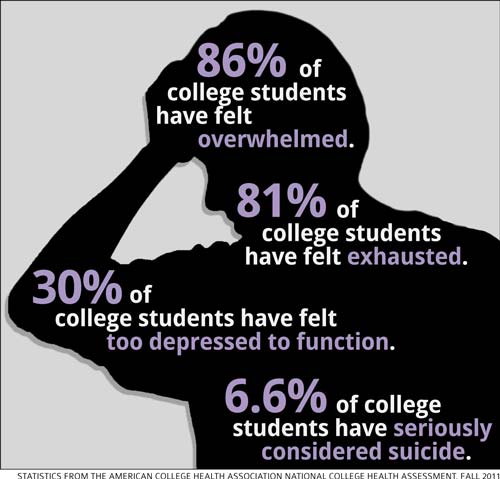 86% of
college students
have felt
overwhelmed.
81% of
college students
have felt exhausted.
30% of
college students have felt
too depressed to function.
6.6% of college
students have seriously
considered suicide.
STATISTICS FROM THE AMERICAN COLLEGE HEALTH ASSOCIATION NATIONAL COLLEGE HEALTH ASSESSMENT, FALL 2011